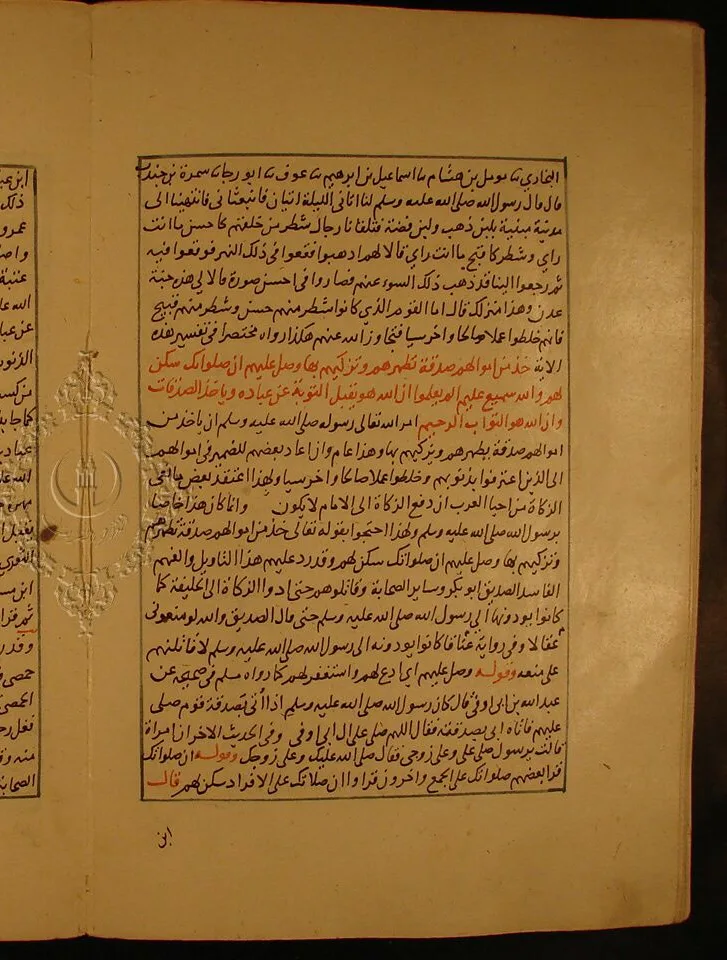 البخاري ثنا مومل بن هشام ثنا اسماعيل بن ابرهيم ثنا عوف ثنا ابو رجا ثنا سمرة بن جندب
قال قال رسول الله صلى الله عليه وسلم لنا اتاني الليلة اتيان فابتعثاني فانتهينا الى
مدينة مبنية بلبن ذهب ولبن فضة فتلقانا رجال شطر من خلقهم كاحسن ما انت
راي وشطر كاقبح ما انت راي قالا لهم اذهبوا فقعوا في ذلك النهر فوقعوا فيه
ثم رجعوا الينا قد ذهب ذلك السوء عنهم فصاروا في احسن صورة قالا لي هذه جنة
عدن وهذا منزلك قال اما القوم الذي كانوا شطر منهم حسن وشطر منهم قبيح
فانهم خلطوا عملا صالحا واخر سيا فتجاوز الله عنهم هكذا رواه مختصرا في تفسير هذه
الاية خذ من اموالهم صدقة تطهرهم وتزكيهم بها وصل عليهم ان صلواتك سكن
لهم والله سميع عليم الم يعلموا ان الله هو يقبل التوبة عن عباده وياخذ الصدقات
وان الله هو التواب الرحيم امر الله تعالى رسوله صلى الله عليه وسلم ان ياخذ من
اموالهم صدقة يطهرهم ويزكيهم بها وهذا عام وان اعاد بعضهم الضمير في اموالهم
الى الذين اعترفوا بذنوبهم وخلطوا عملا صالحا واخر سيا ولهذا اعتقد بعض مانعي
الزكاة من احيا العرب ان دفع الزكاة الى الامام لا يكون وانما كان هذا خاصا
برسول الله صلى الله عليه وسلم ولهذا احتجوا بقوله تعالى خذ من اموالهم صدقة تطهرهم
وتزكيهم بها وصل عليهم ان صلواتك سكن لهم وقد رد عليهم هذا التاويل والفهم
الفاسد الصديق ابو بكر وساير الصحابة وقاتلوهم حتى ادوا الزكاة الى الخليفة كما
كانوا يودونها الى رسول الله صلى الله عليه وسلم حتى قال الصديق والله لو منعوني
عقالا وفي رواية عناقا كانوا يودونه الى رسول الله صلى الله عليه وسلم لاقاتلنهم
على منعه وقوله وصل عليهم اي ادع لهم واستغفر لهم كما رواه مسلم في صحيحه عن
عبد الله بن ابي اوفى قال كان رسول الله صلى الله عليه وسلم اذا اتى بصدقة قوم صلى
عليهم فاتاه ابي بصدقته فقال اللهم صلي على ال ابي اوفى وفي الحديث الاخر ان امراة
قالت يرسول صلي علي وعلى زوجي فقال صلى الله عليك وعلى زوجك وقوله ان صلواتك
قرا بعضهم صلواتك على الجمع واخرون قراوا ان صلاتك على الافراد سكن لهم قال
ابن